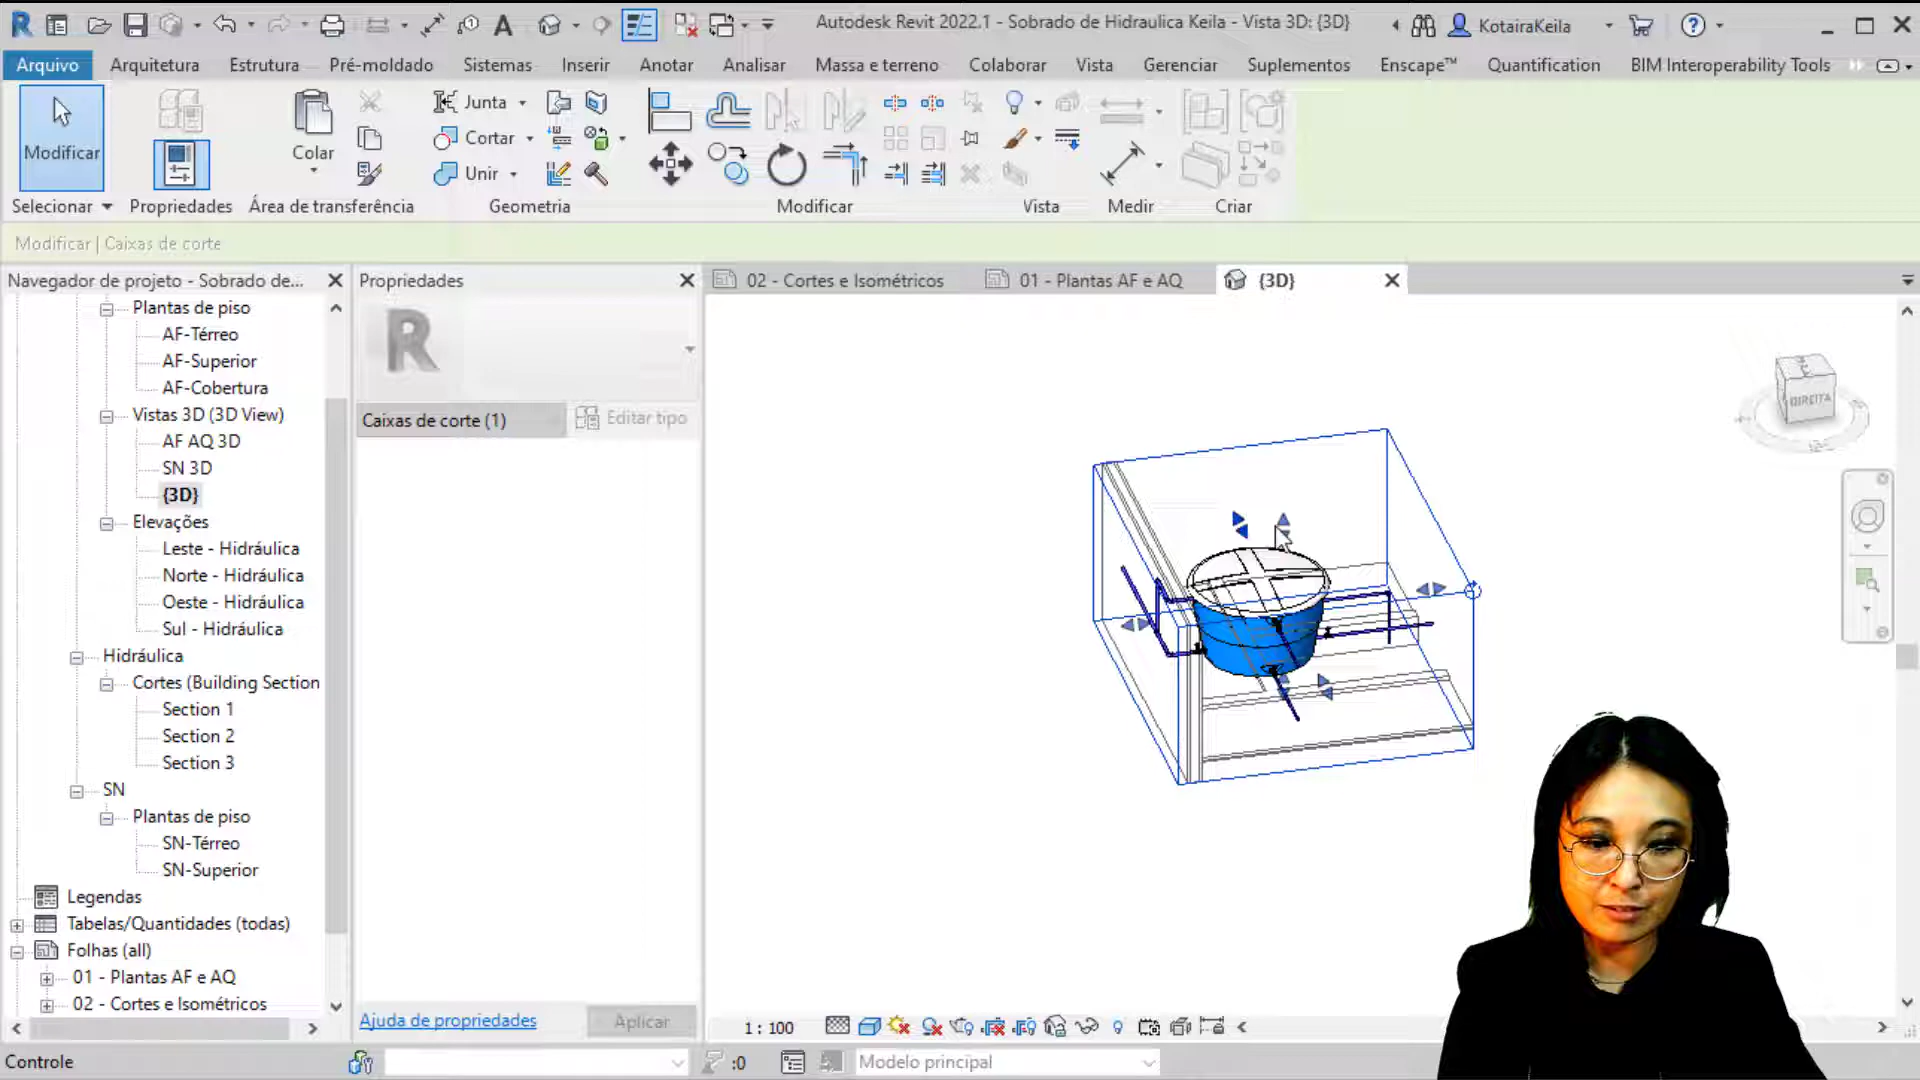 Autodesk Revit 2022.1 - Sobrado de Hidraulica Keila - Vista 3D: {3D}
KotairaKeila
Arquivo Arquitetura Estrutura Pré-moldado Sistemas Inserir Anotar Analisar Massa e terreno Colaborar Vista Gerenciar Suplementos Enscape™ Quantification BIM Interoperability Tools
Modificar
Colar
Junta
Cortar
Unir
Selecionar Propriedades Área de transferência Geometria Modificar Vista Medir Criar
Modificar | Caixas de corte
Navegador de projeto - Sobrado de...
Plantas de piso
AF-Térreo
AF-Superior
AF-Cobertura
Vistas 3D (3D View)
AF AQ 3D
SN 3D
{3D}
Elevações
Leste - Hidráulica
Norte - Hidráulica
Oeste - Hidráulica
Sul - Hidráulica
Hidráulica
Cortes (Building Section
Section 1
Section 2
Section 3
SN
Plantas de piso
SN-Térreo
SN-Superior
Legendas
Tabelas/Quantidades (todas)
Folhas (all)
01 - Plantas AF e AQ
02 - Cortes e Isométricos
Propriedades
R
Caixas de corte (1) Editar tipo
Ajuda de propriedades Aplicar
02 - Cortes e Isométricos 01 - Plantas AF e AQ {3D}
DIREITA
1 : 100
Controle :0 Modelo principal